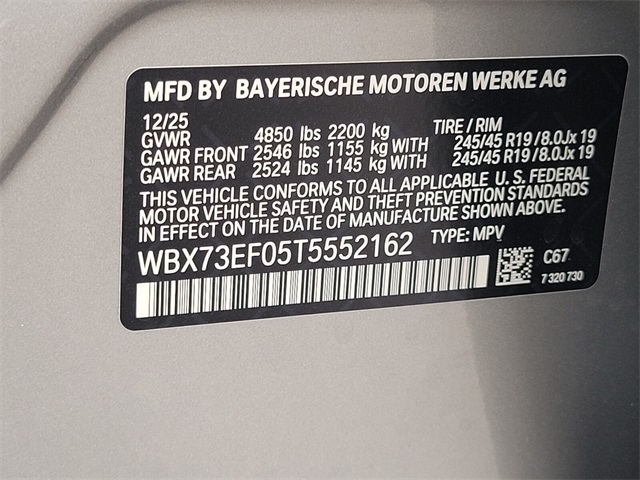 MFD BY BAYERISCHE MOTOREN WERKE AG
12/25 TIRE / RIM
GVWR 4850 lbs 2200 kg
GAWR FRONT 2546 lbs 1155 kg WITH 245/45 R19/8.0Jx 19
GAWR REAR 2524 lbs 1145 kg WITH 245/45 R19/8.0Jx 19
THIS VEHICLE CONFORMS TO ALL APPLICABLE U. S. FEDERAL
MOTOR VEHICLE SAFETY AND THEFT PREVENTION STANDARDS
IN EFFECT ON THE DATE OF MANUFACTURE SHOWN ABOVE.
WBX73EF05T5552162 TYPE: MPV
C67
7 320 730